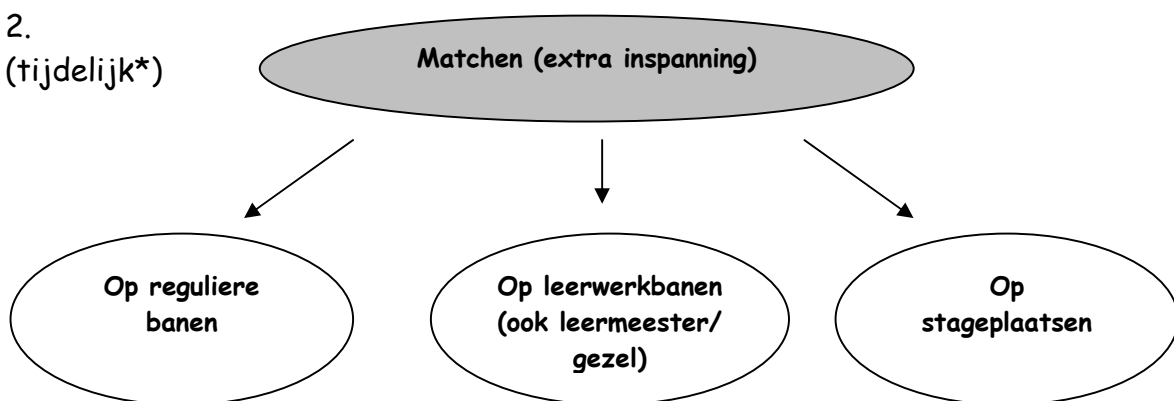 2.
(tijdelijk*)
Matchen (extra inspanning)
Op reguliere
banen
Op leerwerkbanen
(ook leermeester/
gezel)
Op
stageplaatsen